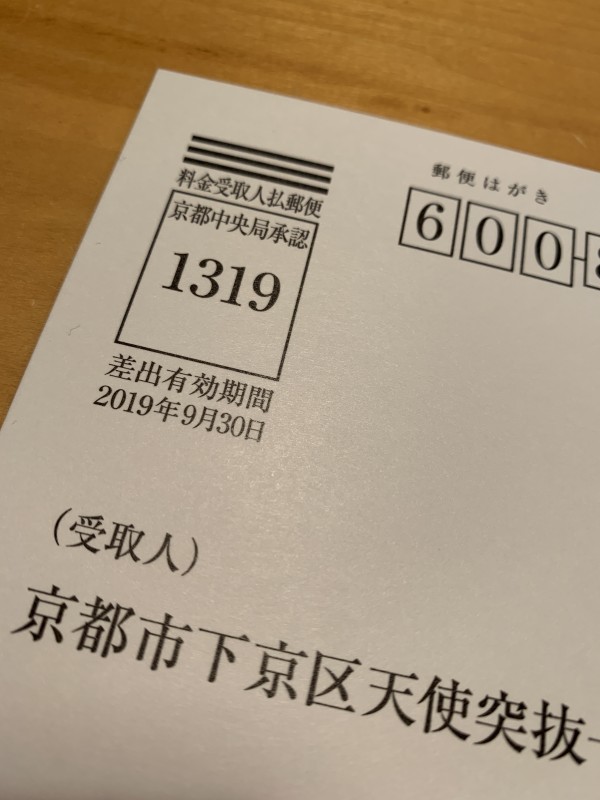 郵便はがき
600-
料金受取人払郵便
京都中央局承認
1319
差出有効期間
2019年9月30日
(受取人)
京都市下京区天使突抜